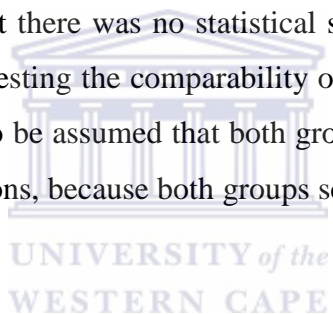 t there was no statistical s
esting the comparability o
o be assumed that both gro
ons, because both groups s
UNIVERSITY of the
WESTERN CAPE